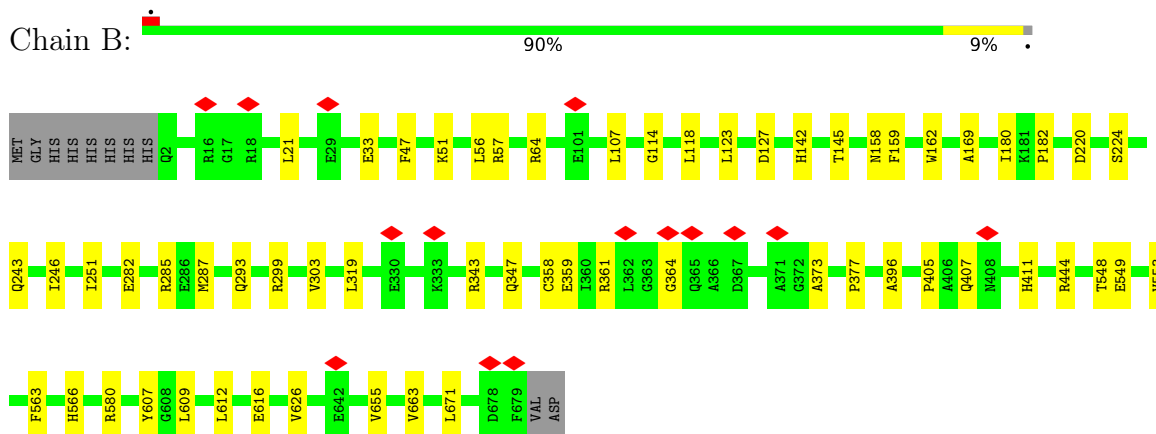 Chain B:
90% 9%
MET GLY HIS HIS HIS HIS HIS HIS Q2 R16 G17 R18 L21 E29 E33 F47 K51 L56 R57 R64 E101 L107 G114 L118 L123 D127 H142 T145 N158 F159 W162 A169 I180 K181 P182 D220 S224
Q243 I246 I251 E282 R285 E286 M287 Q293 R299 V303 L319 E330 K333 R343 Q347 C358 E359 I360 R361 L362 G363 G364 Q365 A366 D367 A371 G372 A373 P377 A396 P405 A406 Q407 N408 H411 R444 T548 E549
F563 H566 R580 Y607 G608 L609 L612 E616 V626 E642 V655 V663 L671 D678 F679 VAL ASP